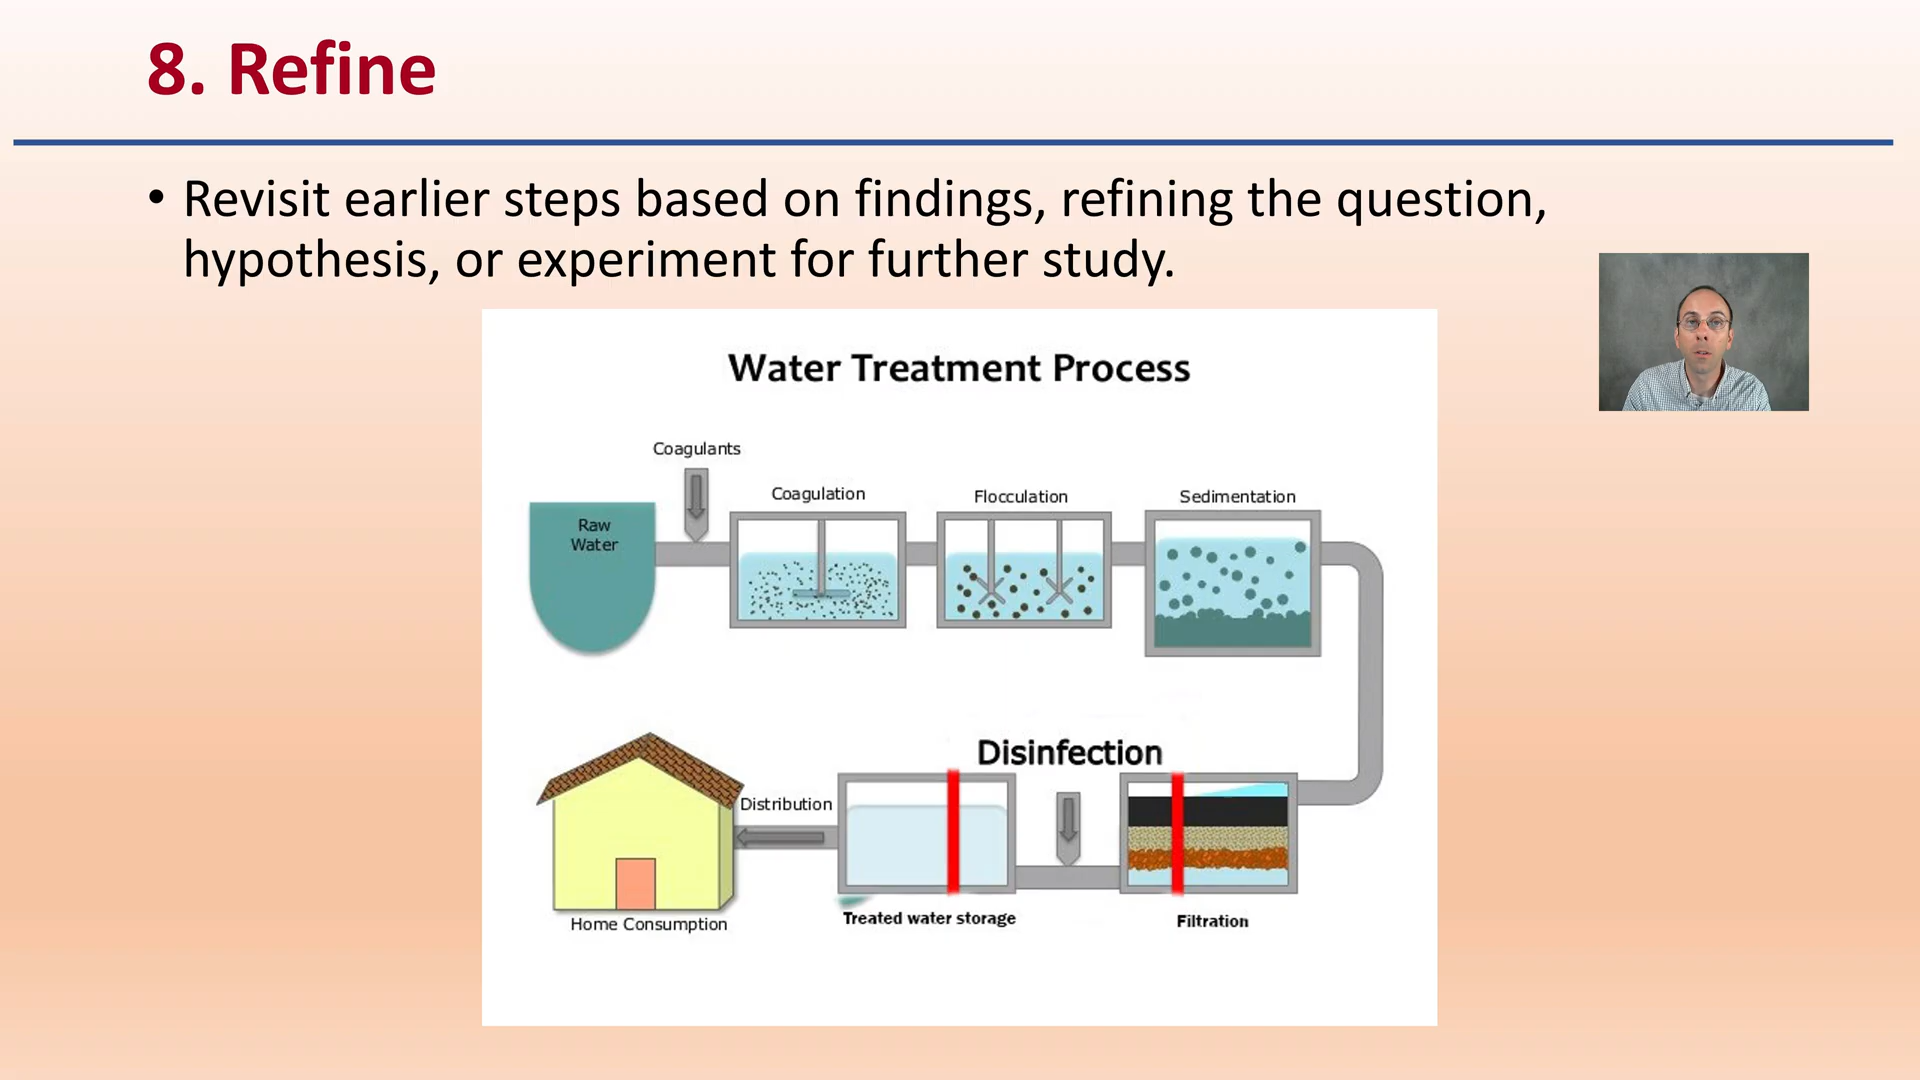 8. Refine
• Revisit earlier steps based on findings, refining the question,
hypothesis, or experiment for further study.
Water Treatment Process
Coagulants
Coagulation
Flocculation
Sedimentation
Raw
Water
Disinfection
Distribution
Treated water storage
Filtration
Home Consumption